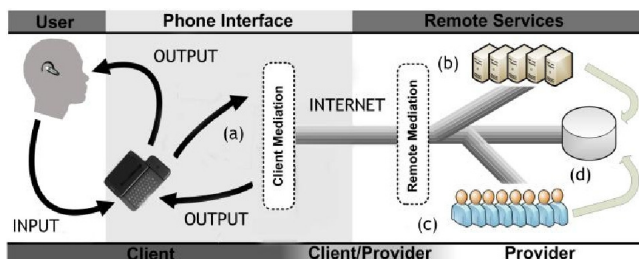 User
Phone Interface
Remote Services
OUTPUT
(b)
INTERNET
(a)
Client Mediation
Remote Mediation
(d)
OUTPUT
(c)
INPUT
Client
Client/Provider
Provider